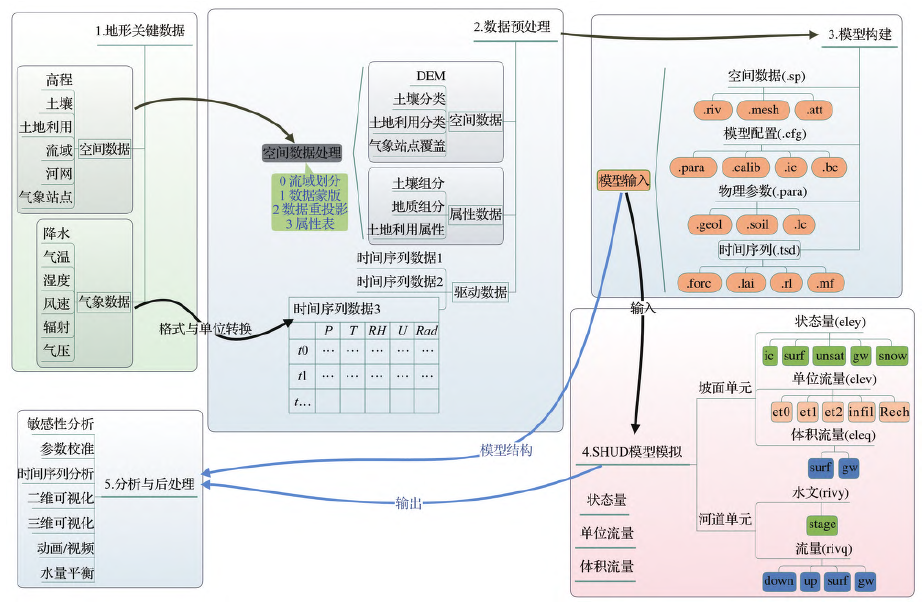 1.地形关键数据
高程
土壤
土地利用
流域
河网
气象站点
空间数据
降水
气温
湿度
风速
辐射
气压
气象数据
格式与单位转换
2.数据预处理
空间数据处理
0 流域划分
1 数据蒙版
2 数据重投影
3 属性表
DEM
土壤分类
土地利用分类
气象站点覆盖
空间数据
土壤组分
地质组分
土地利用属性
属性数据
时间序列数据1
时间序列数据2
驱动数据
时间序列数据3
P T RH U Rad
t0 ... ... ... ... ...
t1 ... ... ... ... ...
t...
3.模型构建
模型输入
空间数据(.sp)
.riv .mesh .att
模型配置(.cfg)
.para .calib .ic .bc
物理参数(.para)
.geol .soil .lc
时间序列(.tsd)
.forc .lai .rl .mf
输入
4.SHUD模型模拟
状态量
单位流量
体积流量
坡面单元
状态量(eley)
ic surf unsat gw snow
单位流量(elev)
et0 et1 et2 infil Rech
体积流量(eleq)
surf gw
河道单元
水文(rivy)
stage
流量(rivq)
down up surf gw
模型结构
输出
5.分析与后处理
敏感性分析
参数校准
时间序列分析
二维可视化
三维可视化
动画/视频
水量平衡